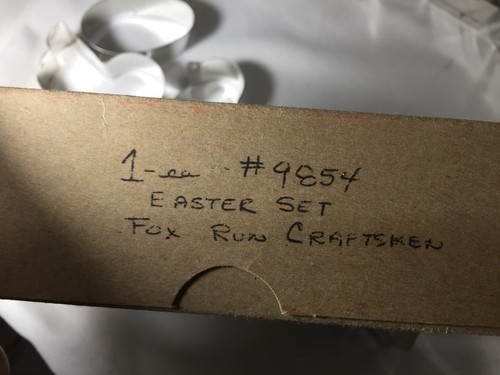 1-ea #9854
EASTER SET
FOX RUN CRAFTSMEN